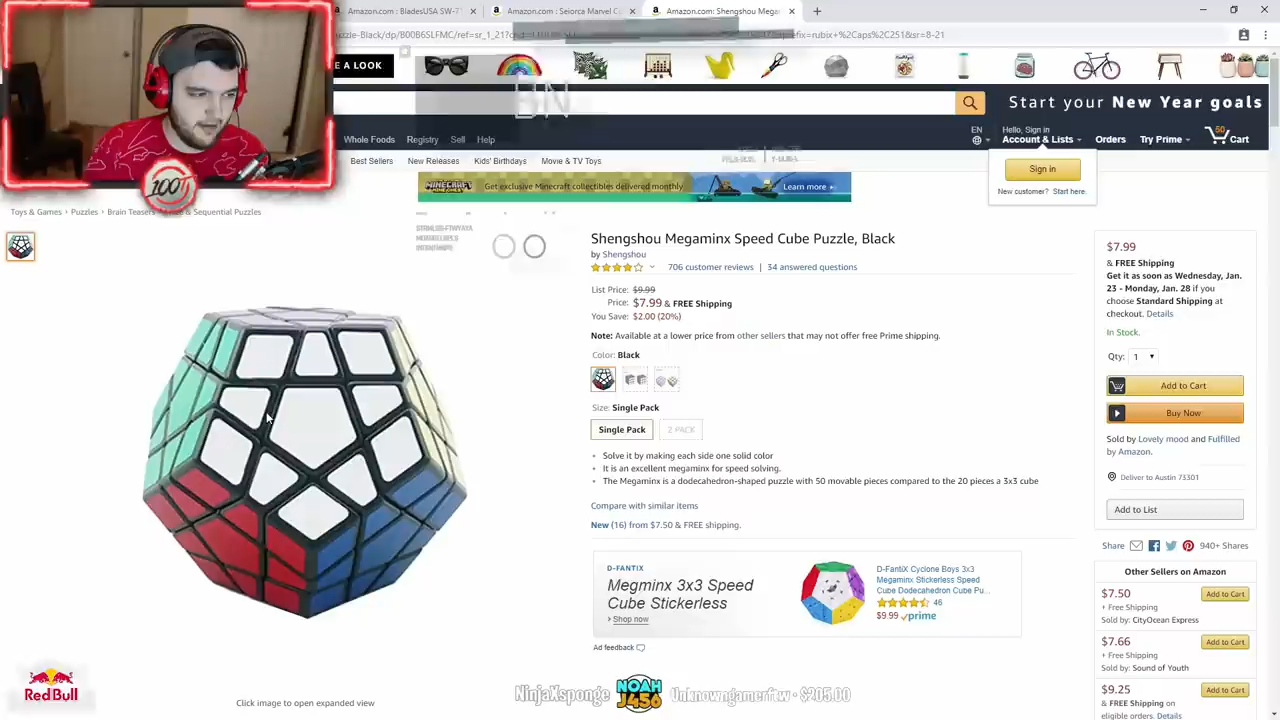 Amazon.com : BladesUSA SW-7
Amazon.com : Seiorca Marvel C
Amazon.com: Shengshou Megar
E A LOOK
Start your New Year goals
EN
Hello, Sign in
Account & Lists
Orders
Try Prime
50
Cart
Whole Foods
Registry
Sell
Help
Best Sellers
New Releases
Kids' Birthdays
Movie & TV Toys
Sign in
New customer? Start here.
MINECRAFT
Get exclusive Minecraft collectibles delivered monthly
Learn more
100T
Toys & Games › Puzzles › Brain Teasers
& Sequential Puzzles
Shengshou Megaminx Speed Cube Puzzle, Black
by Shengshou
706 customer reviews | 34 answered questions
List Price: $9.99
Price: $7.99 & FREE Shipping
You Save: $2.00 (20%)
Note: Available at a lower price from other sellers that may not offer free Prime shipping.
Color: Black
Size: Single Pack
Single Pack
2 PACK
• Solve it by making each side one solid color
• It is an excellent megaminx for speed solving.
• The Megaminx is a dodecahedron-shaped puzzle with 50 movable pieces compared to the 20 pieces a 3x3 cube
Compare with similar items
New (16) from $7.50 & FREE shipping.
D-FANTIX
Megminx 3x3 Speed
Cube Stickerless
› Shop now
D-FantiX Cyclone Boys 3x3
Megaminx Stickerless Speed
Cube Dodecahedron Cube Pu...
46
$9.99 prime
Ad feedback
$7.99
& FREE Shipping
Get it as soon as Wednesday, Jan.
23 - Monday, Jan. 28 if you
choose Standard Shipping at
checkout. Details
In Stock.
Qty: 1
Add to Cart
Buy Now
Sold by Lovely mood and Fulfilled
by Amazon.
Deliver to Austin 73301
Add to List
Share
940+ Shares
Other Sellers on Amazon
$7.50
Add to Cart
+ Free Shipping
Sold by: CityOcean Express
$7.66
Add to Cart
+ Free Shipping
Sold by: Sound of Youth
$9.25
Add to Cart
& FREE Shipping on
eligible orders. Details
Red Bull
Click image to open expanded view
NinjaXsponge
NOAH
J456
Unknowngamerftw - $205.00